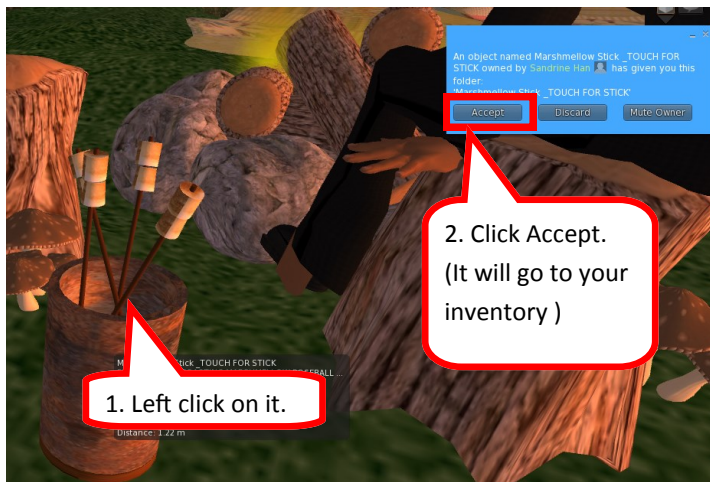 An object named Marshmellow Stick _TOUCH FOR
STICK owned by Sandrine Han has given you this
folder:
'Marshmellow Stick _TOUCH FOR STICK'
Accept Discard Mute Owner
2. Click Accept.
(It will go to your
inventory )
tick _TOUCH FOR STICK
1. Left click on it.
Distance: 1.22 m